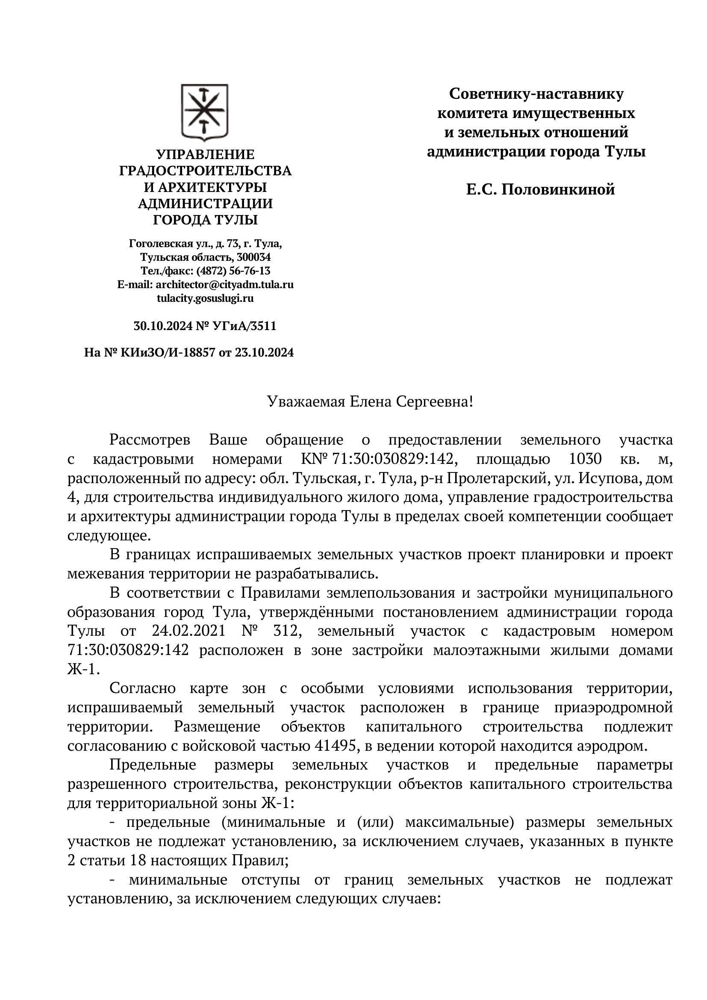 УПРАВЛЕНИЕ
ГРАДОСТРОИТЕЛЬСТВА
И АРХИТЕКТУРЫ
АДМИНИСТРАЦИИ
ГОРОДА ТУЛЫ
Гоголевская ул., д. 73, г. Тула,
Тульская область, 300034
Тел./факс: (4872) 56-76-13
E-mail: architector@cityadm.tula.ru
tulacity.gosuslugi.ru
30.10.2024 № УГиА/3511
На № КИиЗО/И-18857 от 23.10.2024
Советнику-наставнику
комитета имущественных
и земельных отношений
администрации города Тулы
Е.С. Половинкиной
Уважаемая Елена Сергеевна!
Рассмотрев Ваше обращение о предоставлении земельного участка
с кадастровыми номерами К№ 71:30:030829:142, площадью 1030 кв. м,
расположенный по адресу: обл. Тульская, г. Тула, р-н Пролетарский, ул. Исупова, дом
4, для строительства индивидуального жилого дома, управление градостроительства
и архитектуры администрации города Тулы в пределах своей компетенции сообщает
следующее.
В границах испрашиваемых земельных участков проект планировки и проект
межевания территории не разрабатывались.
В соответствии с Правилами землепользования и застройки муниципального
образования город Тула, утверждёнными постановлением администрации города
Тулы от 24.02.2021 № 312, земельный участок с кадастровым номером
71:30:030829:142 расположен в зоне застройки малоэтажными жилыми домами
Ж-1.
Согласно карте зон с особыми условиями использования территории,
испрашиваемый земельный участок расположен в границе приаэродромной
территории. Размещение объектов капитального строительства подлежит
согласованию с войсковой частью 41495, в ведении которой находится аэродром.
Предельные размеры земельных участков и предельные параметры
разрешенного строительства, реконструкции объектов капитального строительства
для территориальной зоны Ж-1:
- предельные (минимальные и (или) максимальные) размеры земельных
участков не подлежат установлению, за исключением случаев, указанных в пункте
2 статьи 18 настоящих Правил;
- минимальные отступы от границ земельных участков не подлежат
установлению, за исключением следующих случаев: